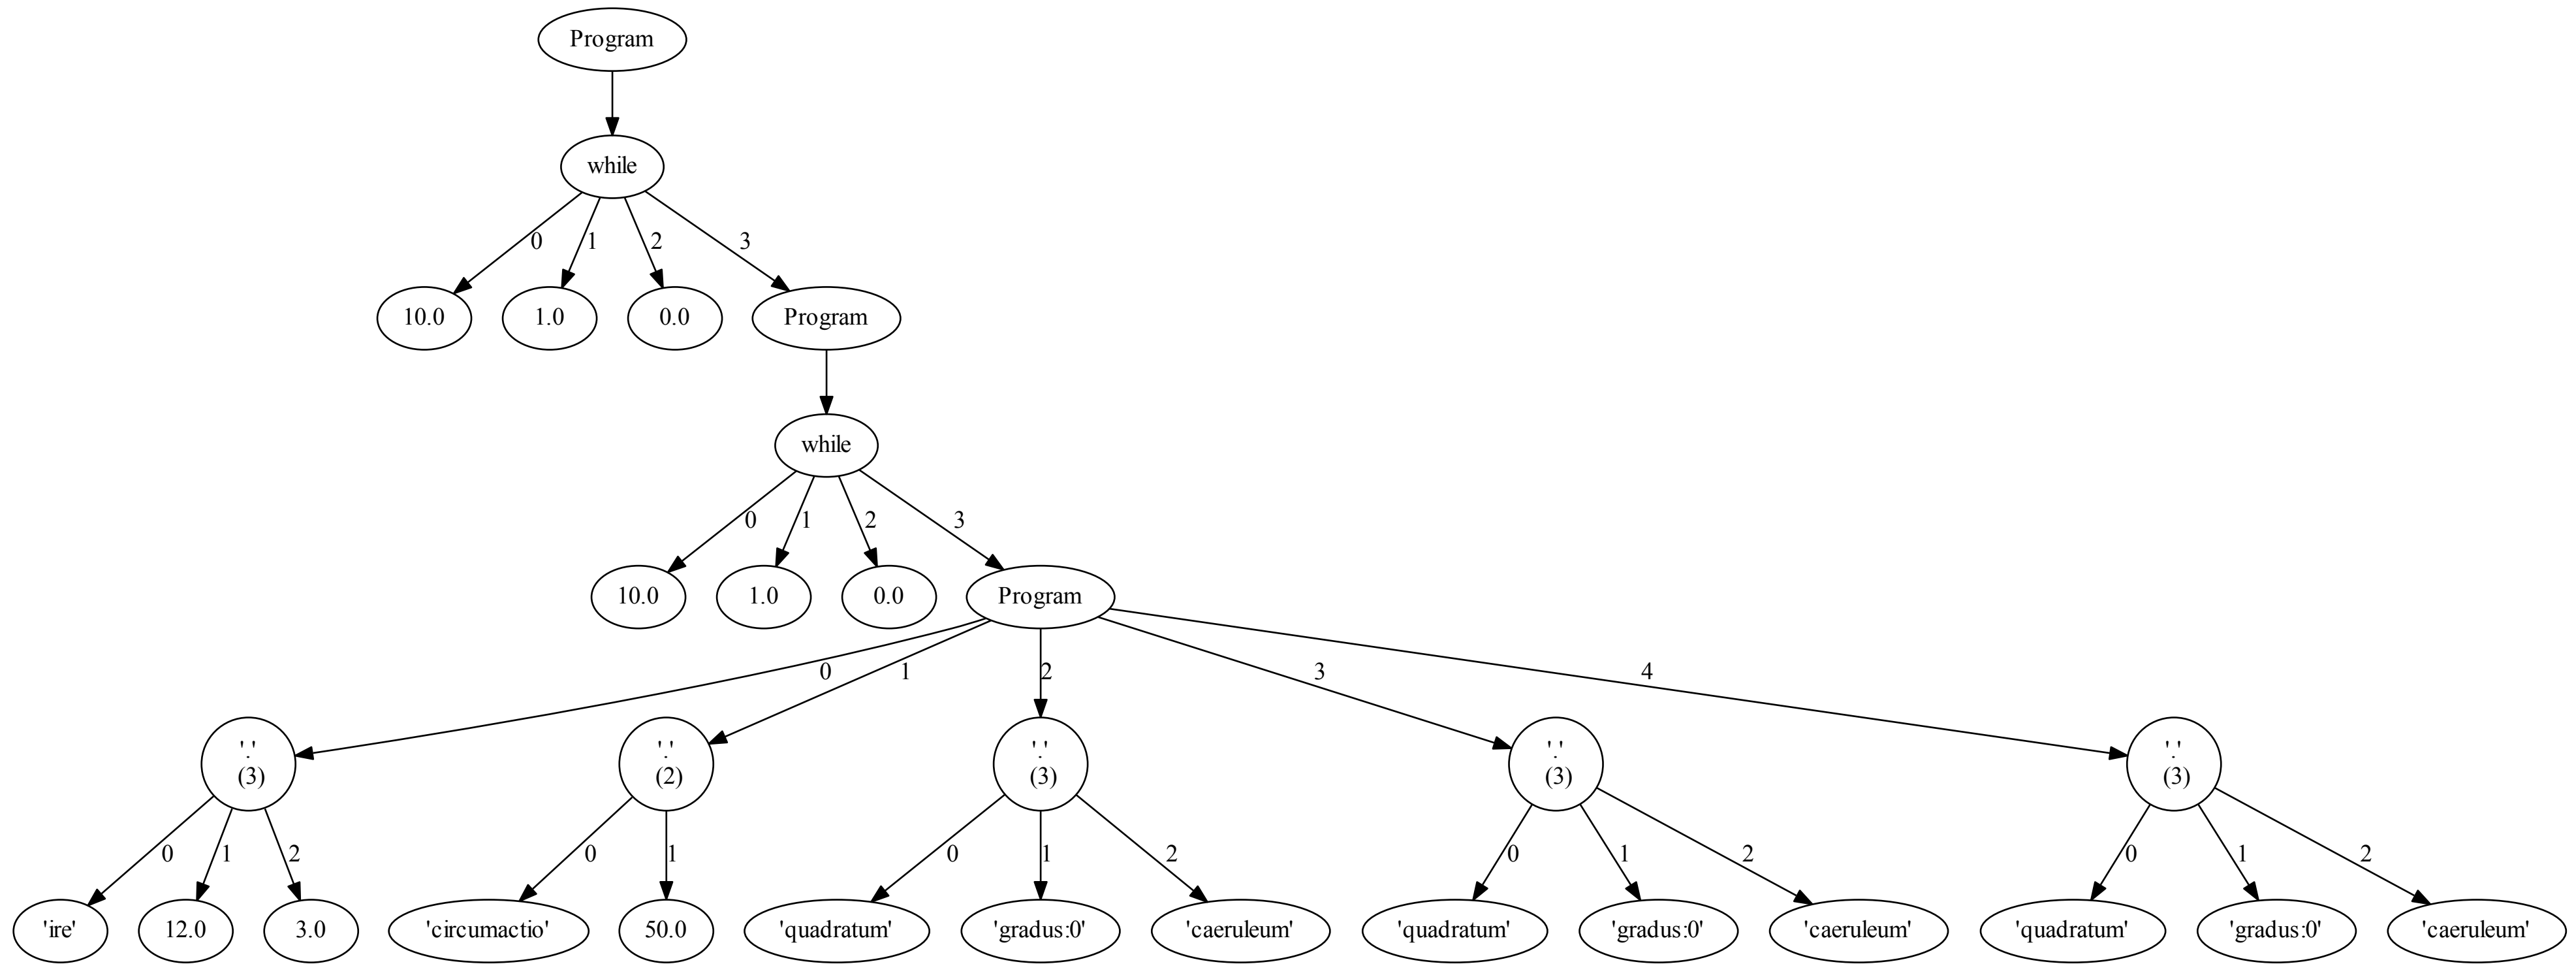 Program
while
0 1 2 3
10.0 1.0 0.0 Program
while
0 1 2 3
10.0 1.0 0.0 Program
0 1 2 3 4
'.' '.' '.' '.' '.'
(3) (2) (3) (3) (3)
0 1 2 0 1 0 1 2 0 1 2 0 1 2
'ire' 12.0 3.0 'circumactio' 50.0 'quadratum' 'gradus:0' 'caeruleum' 'quadratum' 'gradus:0' 'caeruleum' 'quadratum' 'gradus:0' 'caeruleum'